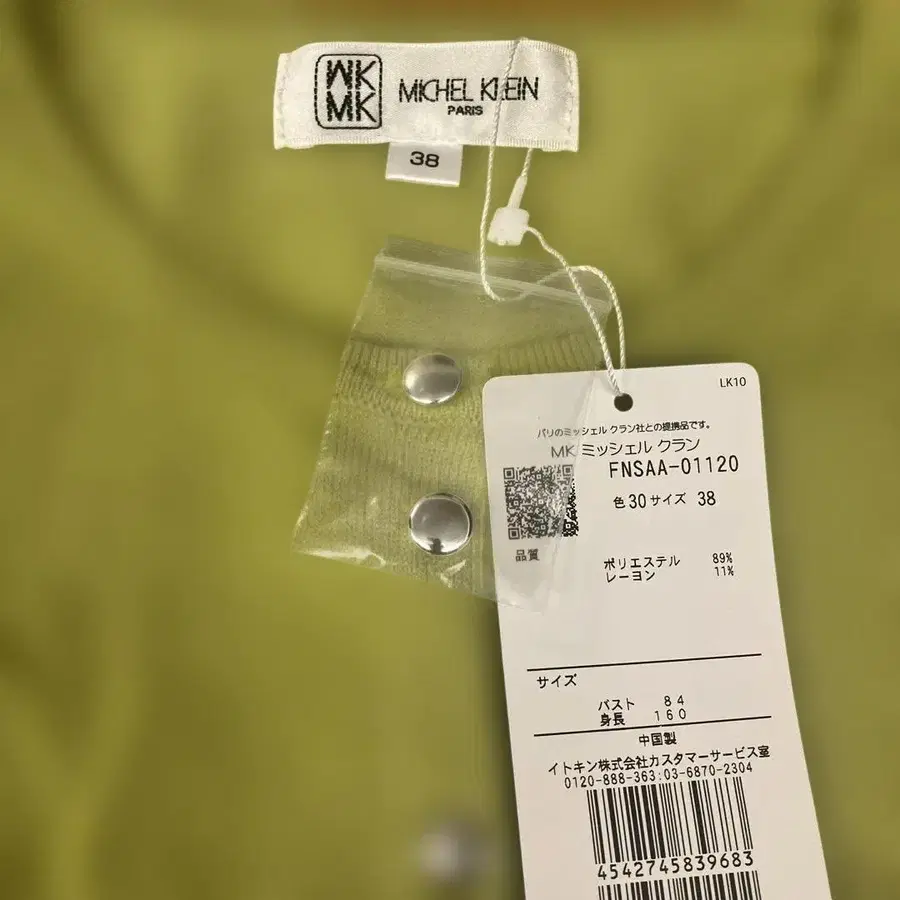 MK
MK
MICHEL KLEIN
PARIS
38
LK10
パリのミッシェル クラン社との提携品です。
MK ミッシェル クラン
FNSAA-01120
色 30 サイズ 38
品質
ポリエステル 89%
レーヨン 11%
サイズ
バスト 84
身長 160
中国製
イトキン株式会社カスタマーサービス室
0120-888-363:03-6870-2304
4542745839683